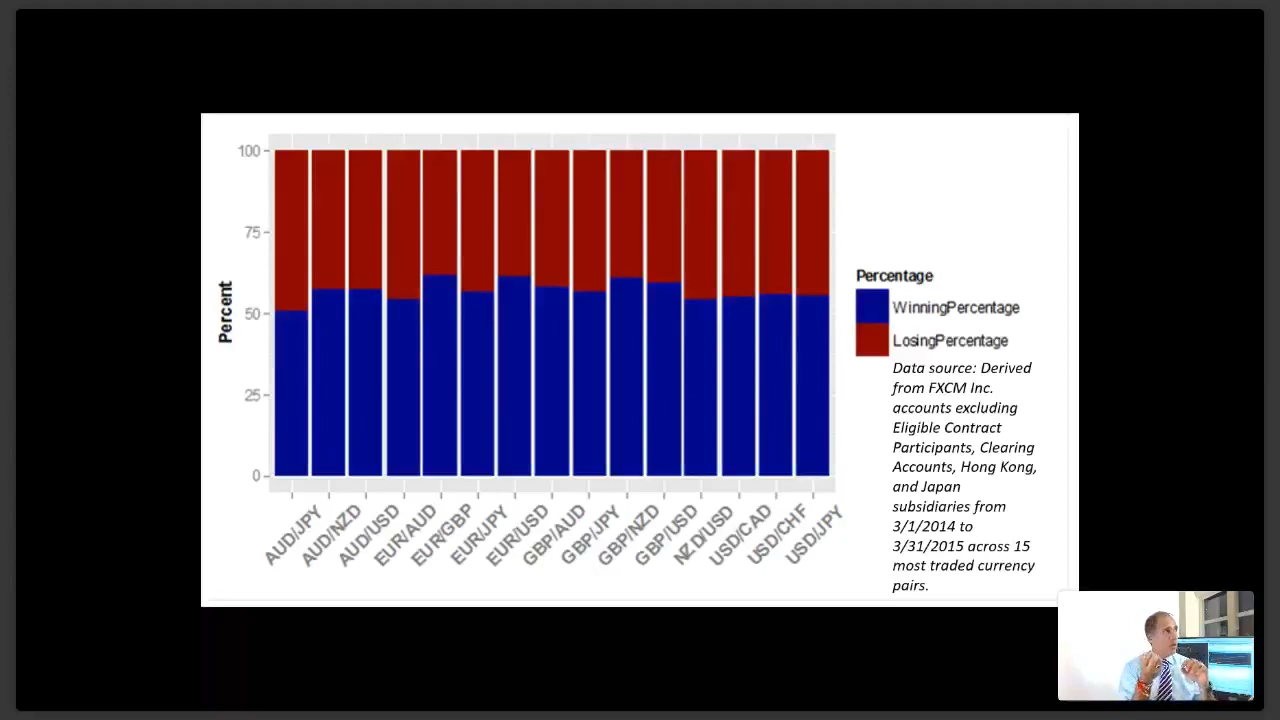 100
75
50
25
0
Percent
AUD/JPY
AUD/NZD
AUD/USD
EUR/AUD
EUR/GBP
EUR/JPY
EUR/USD
GBP/AUD
GBP/JPY
GBP/NZD
GBP/USD
NZD/USD
USD/CAD
USD/CHF
USD/JPY
Percentage
WinningPercentage
LosingPercentage
Data source: Derived
from FXCM Inc.
accounts excluding
Eligible Contract
Participants, Clearing
Accounts, Hong Kong,
and Japan
subsidiaries from
3/1/2014 to
3/31/2015 across 15
most traded currency
pairs.